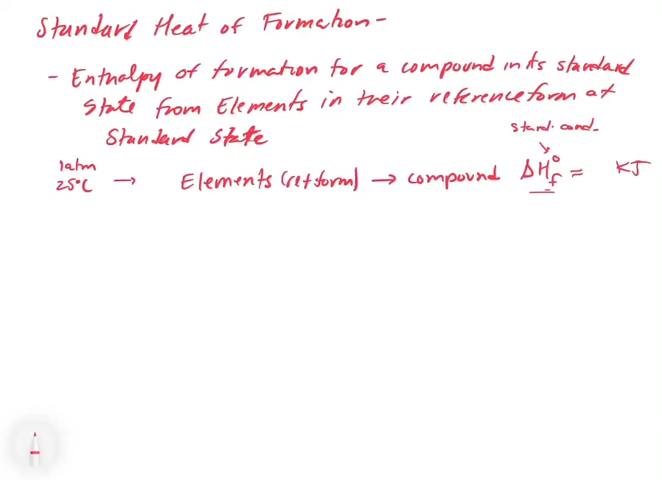 Standard Heat of Formation-
- Enthalpy of formation for a compound in its standard
state from Elements in their reference form at
Standard State
stand. cond.
1atm
25°C → Elements (ref form) → compound ΔH°f = KJ